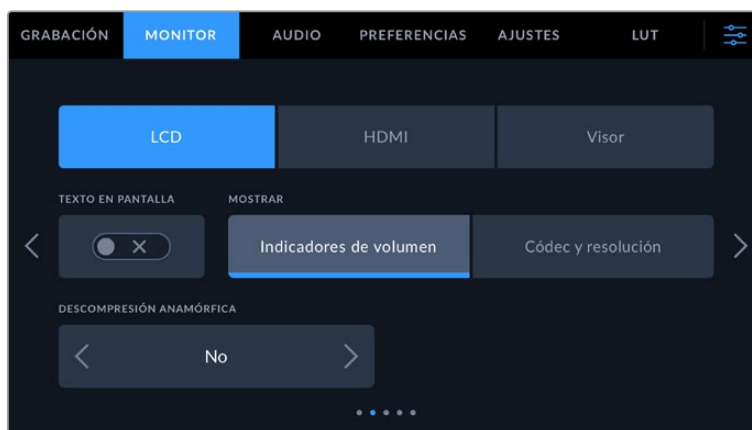 GRABACIÓN MONITOR AUDIO PREFERENCIAS AJUSTES LUT
LCD HDMI Visor
TEXTO EN PANTALLA MOSTRAR
Indicadores de volumen Códec y resolución
DESCOMPRESIÓN ANAMÓRFICA
No